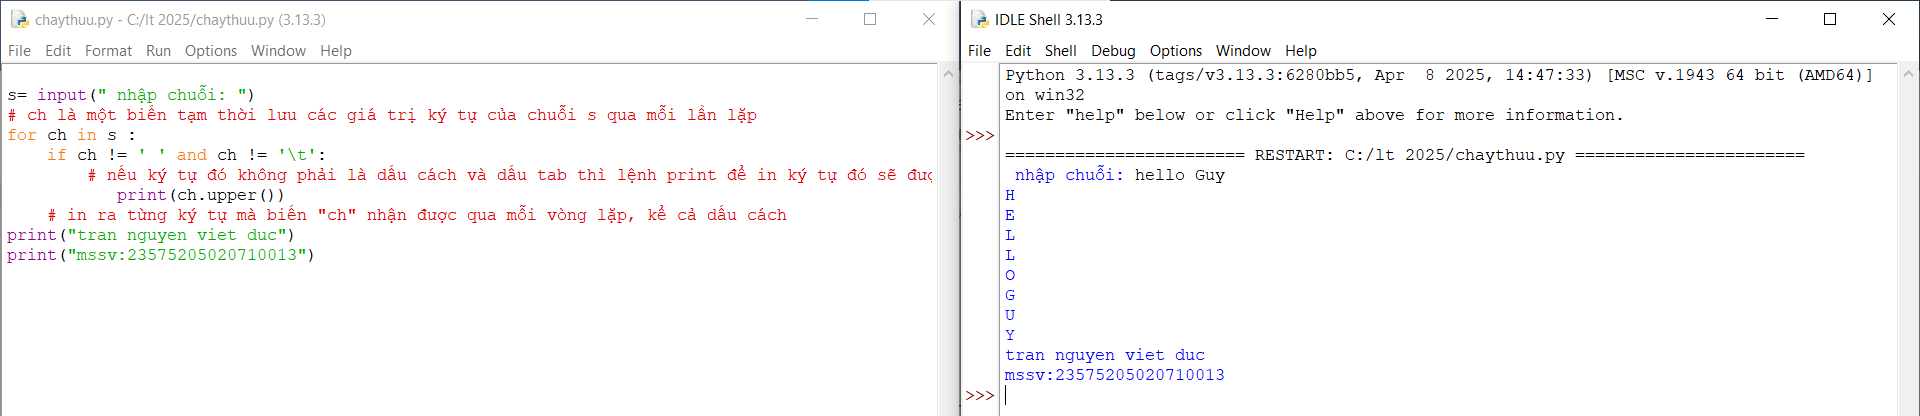 chaythuu.py - C:/lt 2025/chaythuu.py (3.13.3)
File Edit Format Run Options Window Help
s= input(" nhập chuỗi: ")
# ch là một biến tạm thời lưu các giá trị ký tự của chuỗi s qua mỗi lần lặp
for ch in s :
    if ch != ' ' and ch != '\t':
        # nếu ký tự đó không phải là dấu cách và dấu tab thì lệnh print để in ký tự đó sẽ đượ
           print(ch.upper())
    # in ra từng ký tự mà biến "ch" nhận được qua mỗi vòng lặp, kể cả dấu cách
print("tran nguyen viet duc")
print("mssv:23575205020710013")
IDLE Shell 3.13.3
File Edit Shell Debug Options Window Help
Python 3.13.3 (tags/v3.13.3:6280bb5, Apr  8 2025, 14:47:33) [MSC v.1943 64 bit (AMD64)]
on win32
Enter "help" below or click "Help" above for more information.
>>>
======================== RESTART: C:/lt 2025/chaythuu.py =======================
 nhập chuỗi: hello Guy
H
E
L
L
O
G
U
Y
tran nguyen viet duc
mssv:23575205020710013
>>>